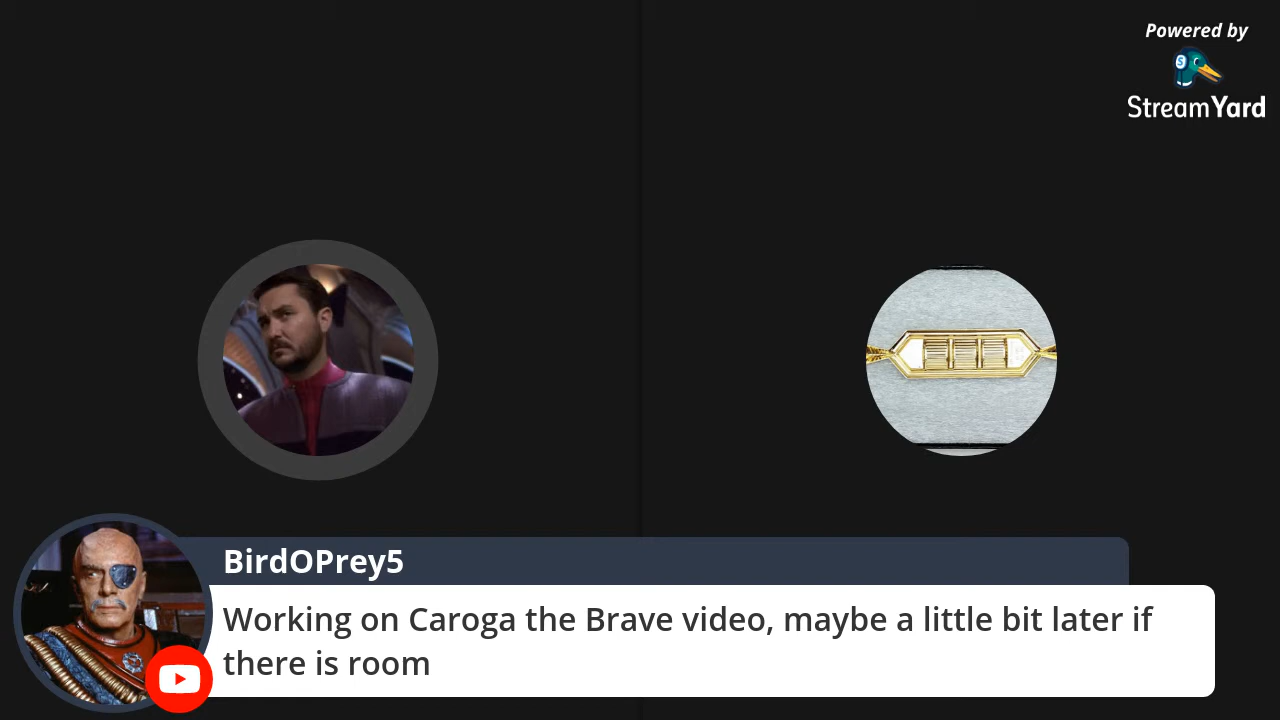 Powered by
StreamYard
BirdOPrey5
Working on Caroga the Brave video, maybe a little bit later if
there is room